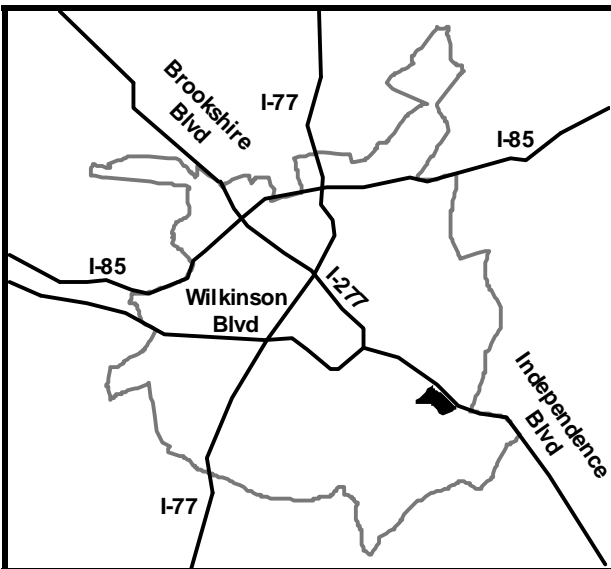 Brookshire
Blvd
I-77
I-85
I-85
Wilkinson
Blvd
I-277
Independence
Blvd
I-77